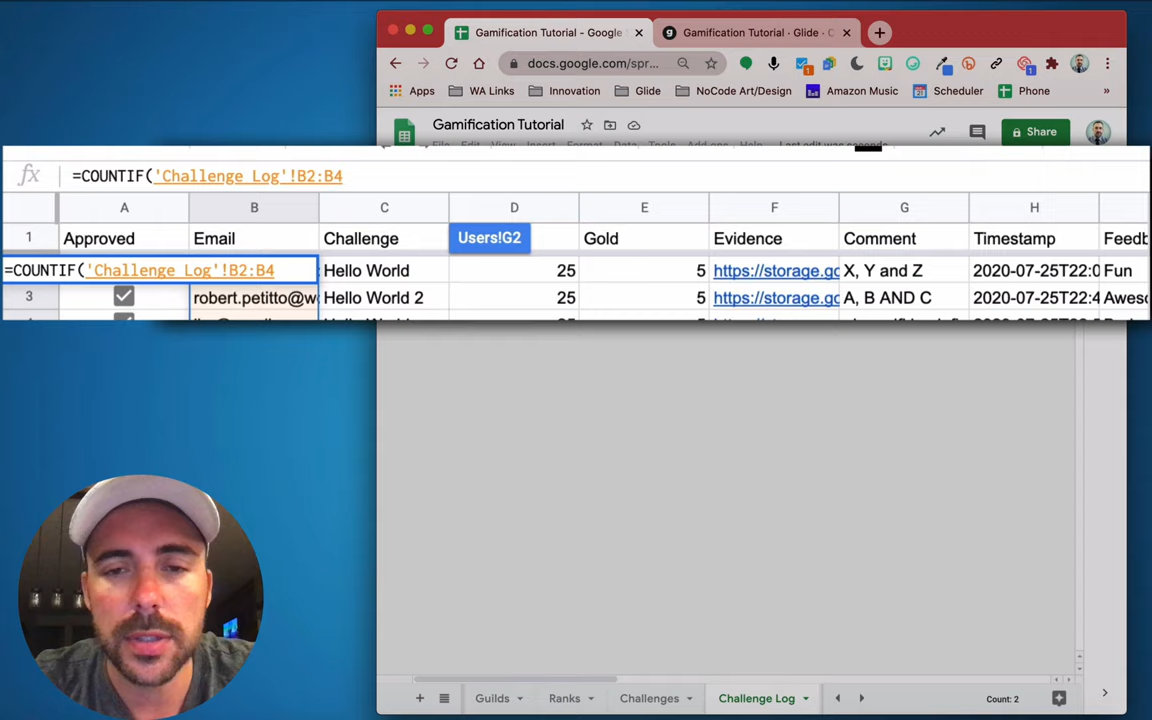 Gamification Tutorial - Google
Gamification Tutorial · Glide · C
docs.google.com/spr...
Apps
WA Links
Innovation
Glide
NoCode Art/Design
Amazon Music
Scheduler
Phone
»
Gamification Tutorial
Share
fx =COUNTIF('Challenge Log'!B2:B4
A B C D E F G H
1 Approved Email Challenge Users!G2 Gold Evidence Comment Timestamp Feedb
=COUNTIF('Challenge Log'!B2:B4 Hello World 25 5 https://storage.go X, Y and Z 2020-07-25T22:0 Fun
3 robert.petitto@w Hello World 2 25 5 https://storage.go A, B AND C 2020-07-25T22:4 Aweso
Guilds
Ranks
Challenges
Challenge Log
Count: 2